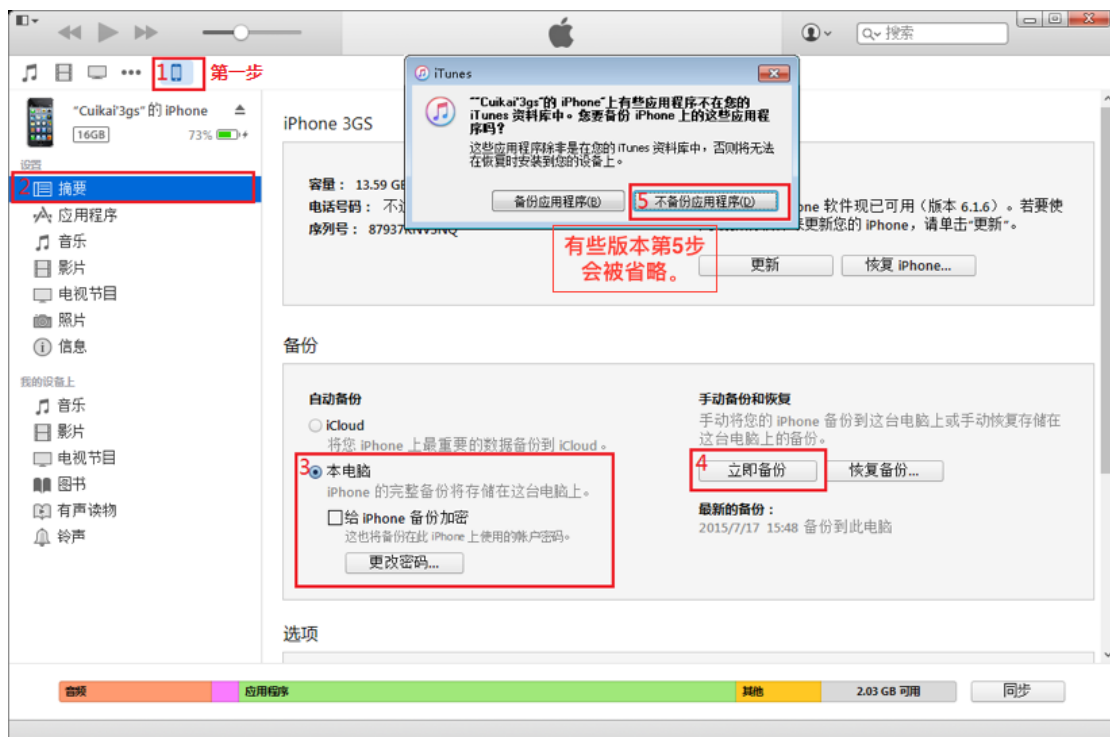 搜索
1
第一步
"Cuikai'3gs"的 iPhone
16GB
73%
设置
2
摘要
应用程序
音乐
影片
电视节目
照片
信息
我的设备上
音乐
影片
电视节目
图书
有声读物
铃声
iTunes
"“Cuikai'3gs”的 iPhone"上有些应用程序不在您的
iTunes 资料库中。您要备份 iPhone 上的这些应用程
序吗？
这些应用程序除非是在您的 iTunes 资料库中，否则将无法
在恢复时安装到您的设备上。
备份应用程序(B)
5 不备份应用程序(D)
有些版本第5步
会被省略。
iPhone 3GS
容量： 13.59 GB
电话号码： 不
序列号： 87937
one 软件现已可用（版本 6.1.6）。若要使
来更新您的 iPhone，请单击“更新”。
更新
恢复 iPhone...
备份
自动备份
iCloud
将您 iPhone 上最重要的数据备份到 iCloud。
3
本电脑
iPhone 的完整备份将存储在这台电脑上。
给 iPhone 备份加密
这也将备份在此 iPhone 上使用的帐户密码。
更改密码...
手动备份和恢复
手动将您的 iPhone 备份到这台电脑上或手动恢复存储在
这台电脑上的备份。
4
立即备份
恢复备份...
最新的备份：
2015/7/17 15:48 备份到此电脑
选项
音频
应用程序
其他
2.03 GB 可用
同步